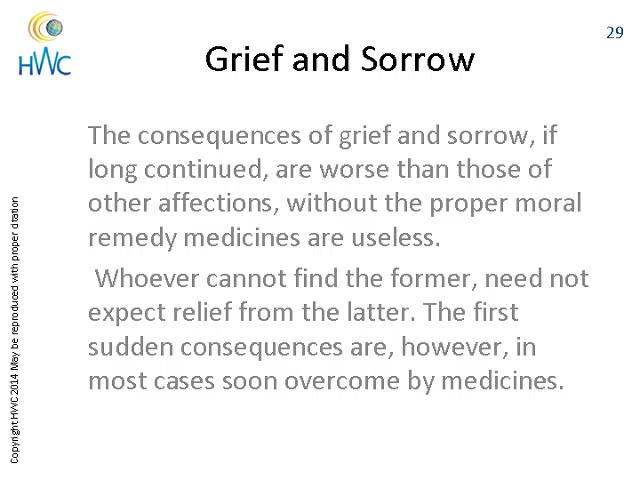 29
HWC
Grief and Sorrow
The consequences of grief and sorrow, if
long continued, are worse than those of
other affections, without the proper moral
remedy medicines are useless.
Whoever cannot find the former, need not
expect relief from the latter. The first
sudden consequences are, however, in
most cases soon overcome by medicines.
Copyright HWC 2014 May be reproduced with proper citation